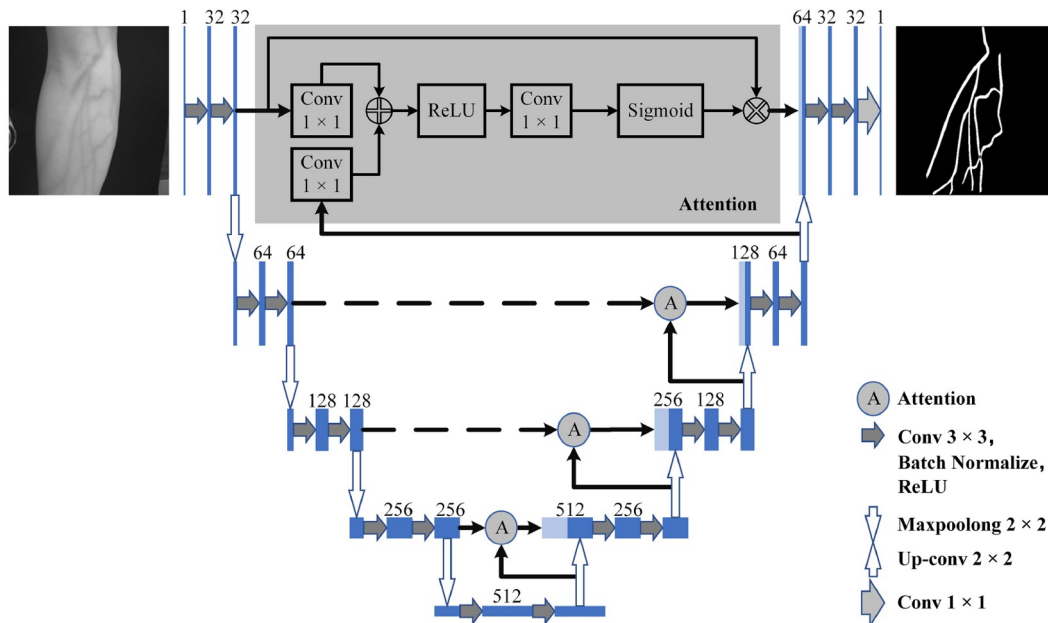 1 32 32
64 32 32 1
Conv
1 × 1
ReLU
Conv
1 × 1
Sigmoid
Conv
1 × 1
Attention
64 64
128 64
A
128 128
256 128
A
256 256
512 256
A
512
A Attention
Conv 3 × 3,
Batch Normalize,
ReLU
Maxpoolong 2 × 2
Up-conv 2 × 2
Conv 1 × 1